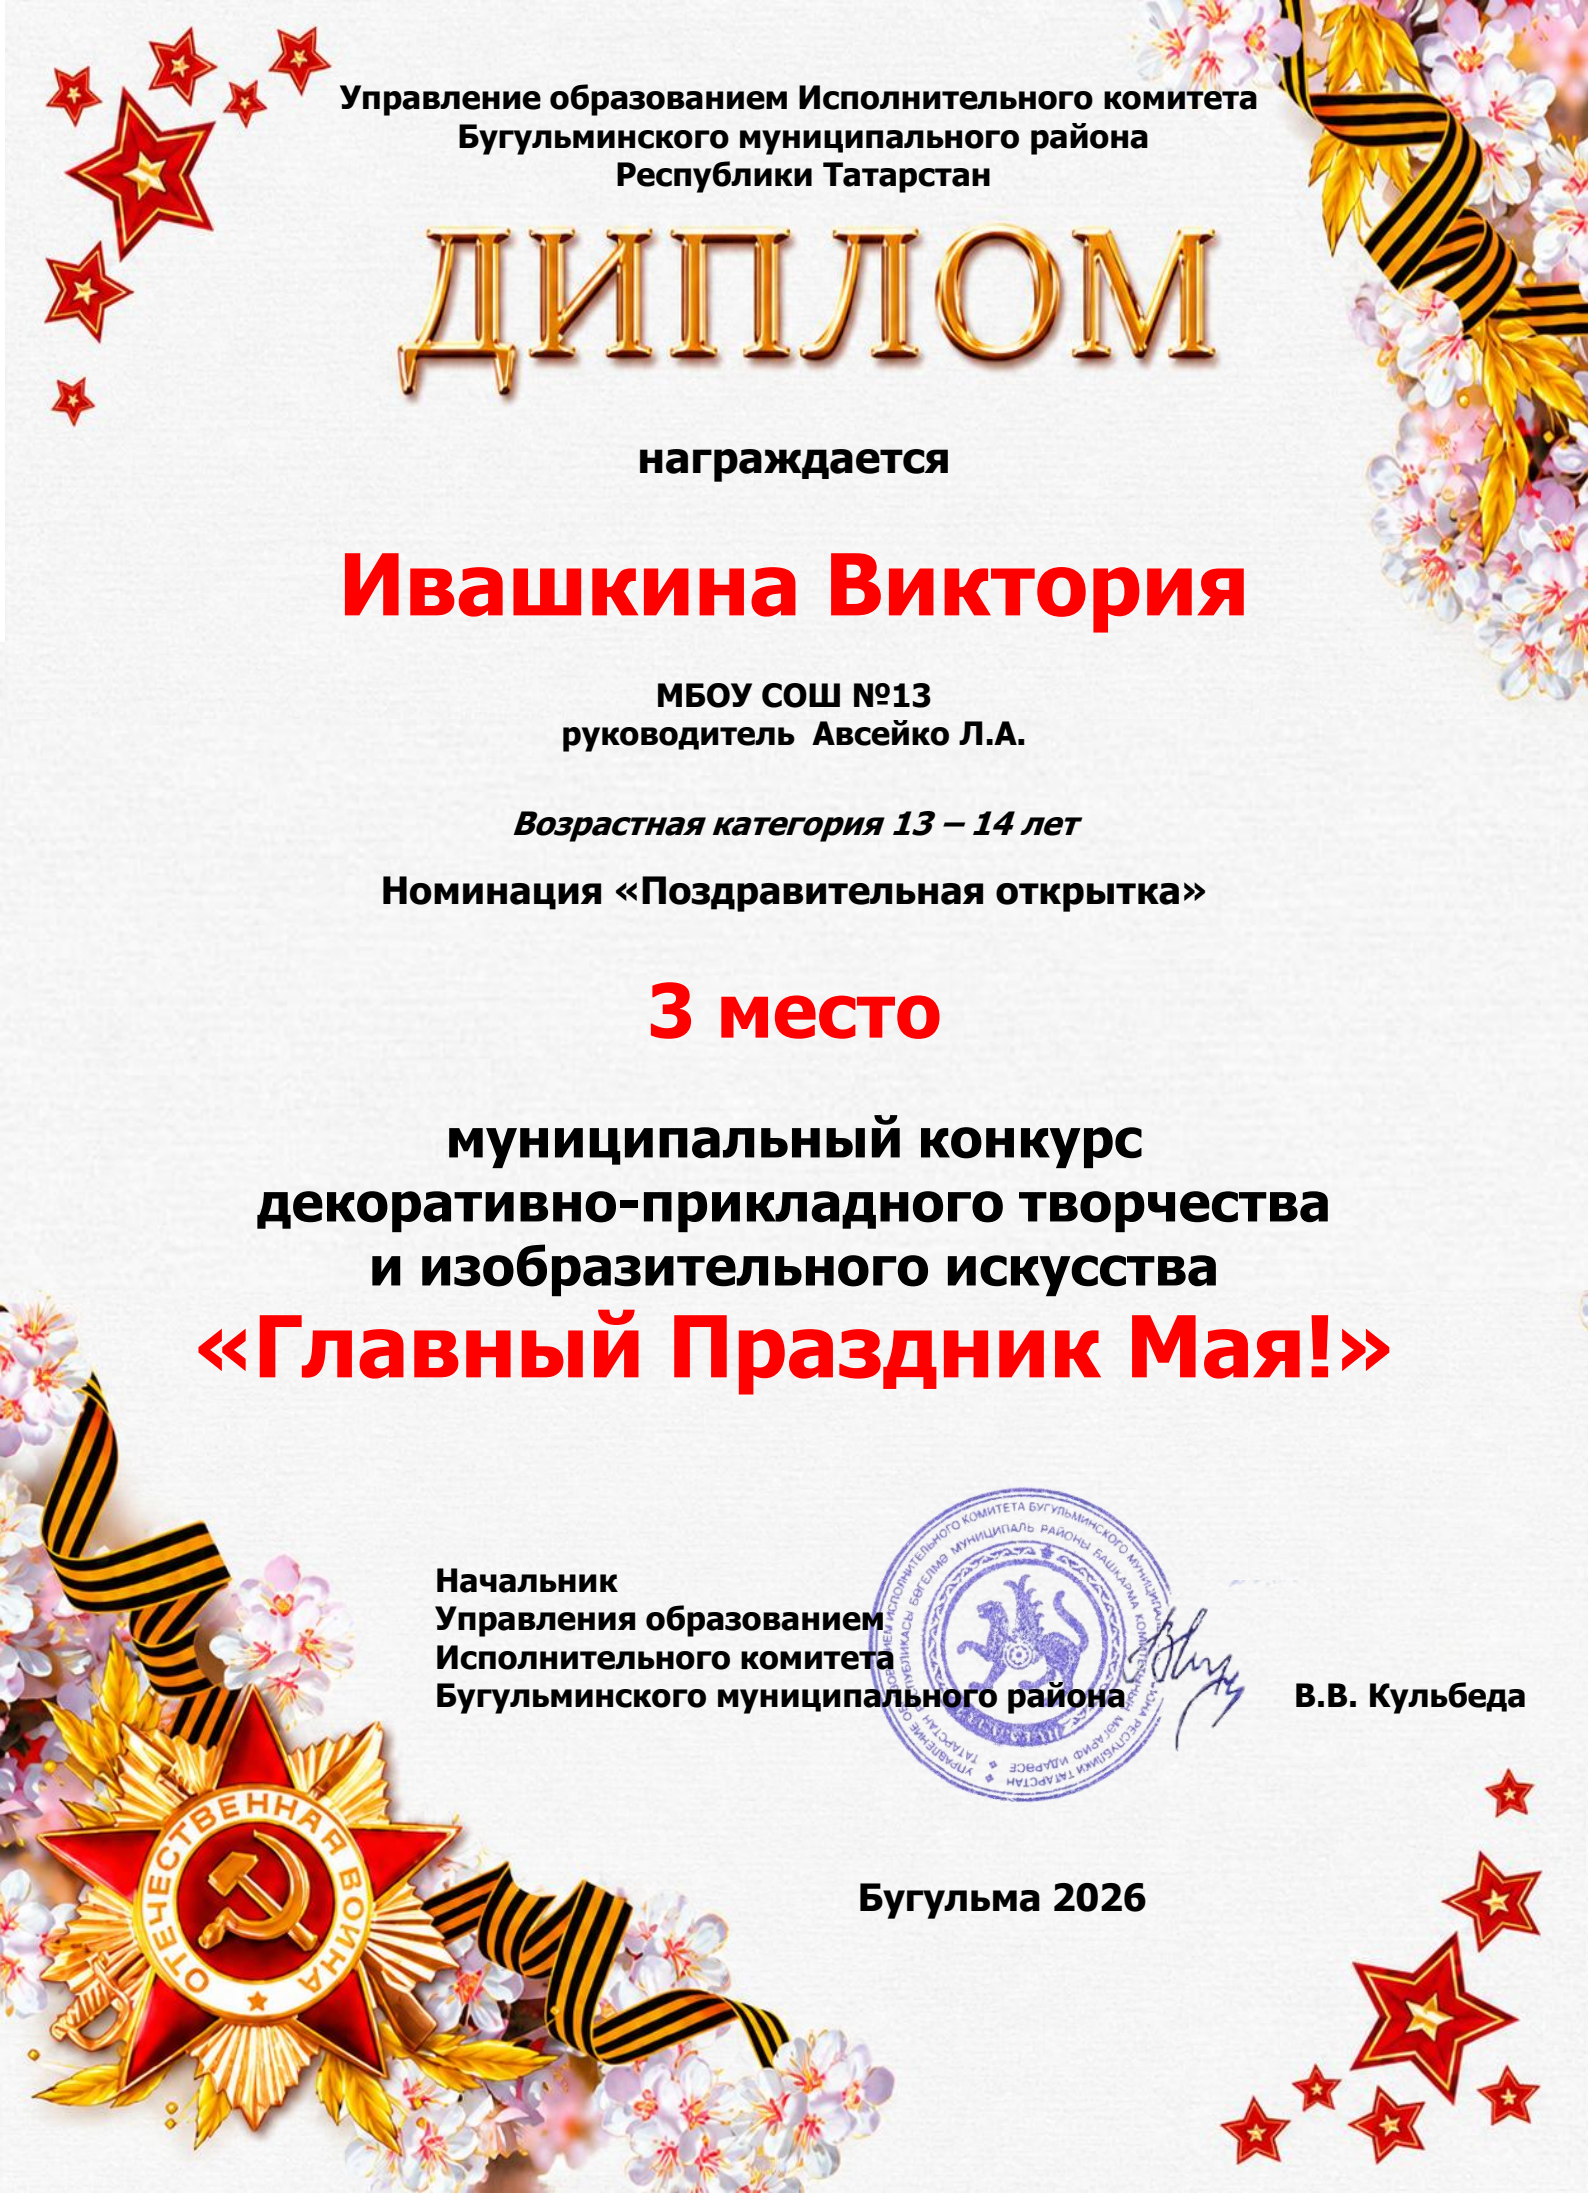 Управление образованием Исполнительного комитета
Бугульминского муниципального района
Республики Татарстан
ДИПЛОМ
награждается
Ивашкина Виктория
МБОУ СОШ №13
руководитель Авсейко Л.А.
Возрастная категория 13 – 14 лет
Номинация «Поздравительная открытка»
3 место
муниципальный конкурс
декоративно-прикладного творчества
и изобразительного искусства
«Главный Праздник Мая!»
Начальник
Управления образованием
Исполнительного комитета
Бугульминского муниципального района В.В. Кульбеда
ОТЕЧЕСТВЕННАЯ ВОЙНА
Бугульма 2026